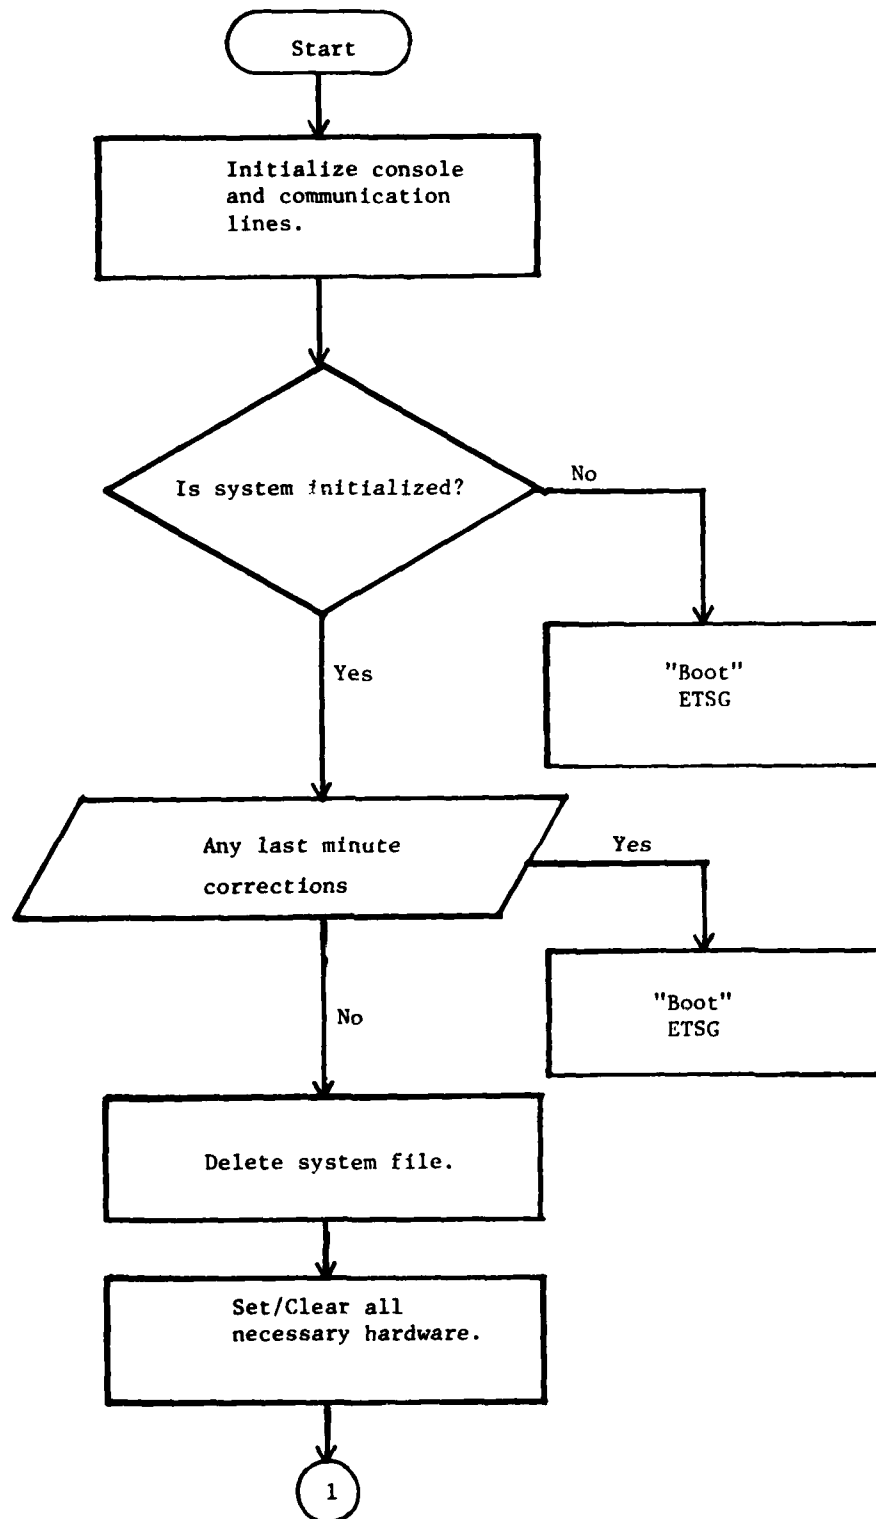 Start
Initialize console
and communication
lines.
Is system initialized?
No
Yes
"Boot"
ETSG
Any last minute
corrections
Yes
"Boot"
ETSG
No
Delete system file.
Set/Clear all
necessary hardware.
1